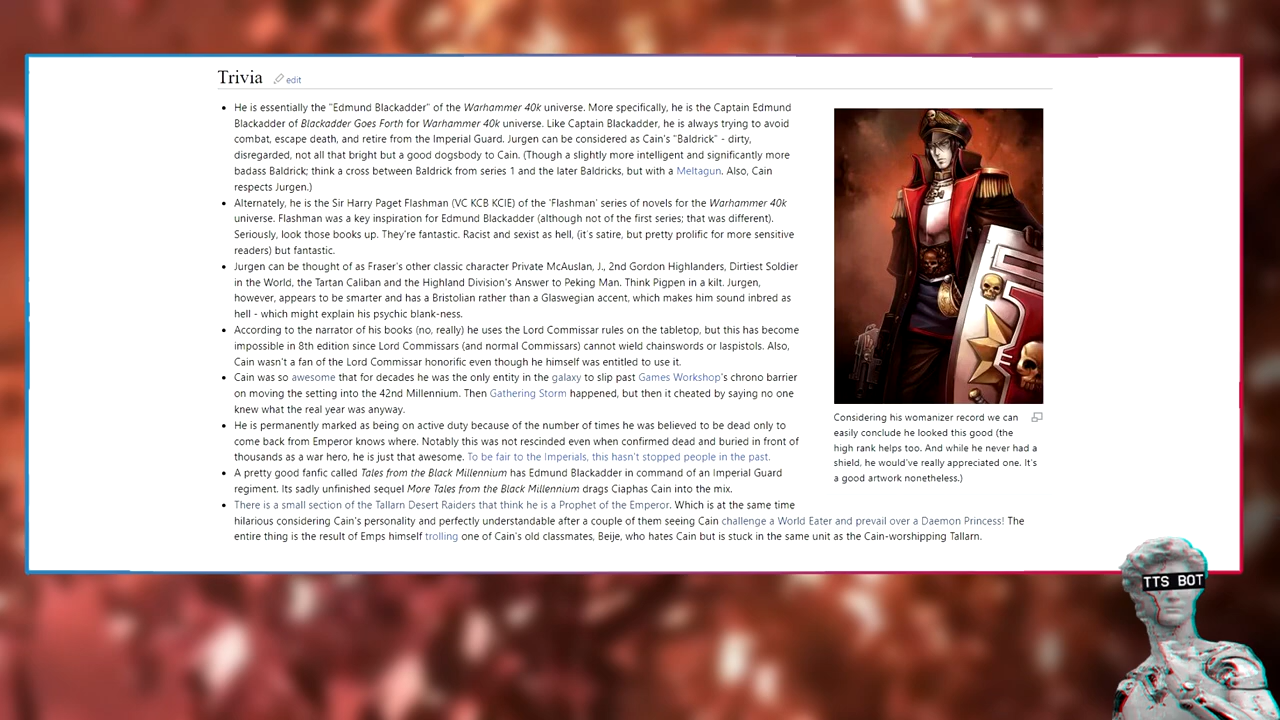 Trivia edit
He is essentially the "Edmund Blackadder" of the Warhammer 40k universe. More specifically, he is the Captain Edmund
Blackadder of Blackadder Goes Forth for Warhammer 40k universe. Like Captain Blackadder, he is always trying to avoid
combat, escape death, and retire from the Imperial Guard. Jurgen can be considered as Cain's "Baldrick" - dirty,
disregarded, not all that bright but a good dogsbody to Cain. (Though a slightly more intelligent and significantly more
badass Baldrick; think a cross between Baldrick from series 1 and the later Baldricks, but with a Meltagun. Also, Cain
respects Jurgen.)
Alternately, he is the Sir Harry Paget Flashman (VC KCB KCIE) of the 'Flashman' series of novels for the Warhammer 40k
universe. Flashman was a key inspiration for Edmund Blackadder (although not of the first series; that was different).
Seriously, look those books up. They're fantastic. Racist and sexist as hell, (it's satire, but pretty prolific for more sensitive
readers) but fantastic.
Jurgen can be thought of as Fraser's other classic character Private McAuslan, J., 2nd Gordon Highlanders, Dirtiest Soldier
in the World, the Tartan Caliban and the Highland Division's Answer to Peking Man. Think Pigpen in a kilt. Jurgen,
however, appears to be smarter and has a Bristolian rather than a Glaswegian accent, which makes him sound inbred as
hell - which might explain his psychic blank-ness.
According to the narrator of his books (no, really) he uses the Lord Commissar rules on the tabletop, but this has become
impossible in 8th edition since Lord Commissars (and normal Commissars) cannot wield chainswords or laspistols. Also,
Cain wasn't a fan of the Lord Commissar honorific even though he himself was entitled to use it.
Cain was so awesome that for decades he was the only entity in the galaxy to slip past Games Workshop's chrono barrier
on moving the setting into the 42nd Millennium. Then Gathering Storm happened, but then it cheated by saying no one
knew what the real year was anyway.
He is permanently marked as being on active duty because of the number of times he was believed to be dead only to
come back from Emperor knows where. Notably this was not rescinded even when confirmed dead and buried in front of
thousands as a war hero, he is just that awesome. To be fair to the Imperials, this hasn't stopped people in the past.
A pretty good fanfic called Tales from the Black Millennium has Edmund Blackadder in command of an Imperial Guard
regiment. Its sadly unfinished sequel More Tales from the Black Millennium drags Ciaphas Cain into the mix.
There is a small section of the Tallarn Desert Raiders that think he is a Prophet of the Emperor. Which is at the same time
hilarious considering Cain's personality and perfectly understandable after a couple of them seeing Cain challenge a World Eater and prevail over a Daemon Princess! The
entire thing is the result of Emps himself trolling one of Cain's old classmates, Beije, who hates Cain but is stuck in the same unit as the Cain-worshipping Tallarn.
Considering his womanizer record we can
easily conclude he looked this good (the
high rank helps too. And while he never had a
shield, he would've really appreciated one. It's
a good artwork nonetheless.)
TTS BOT